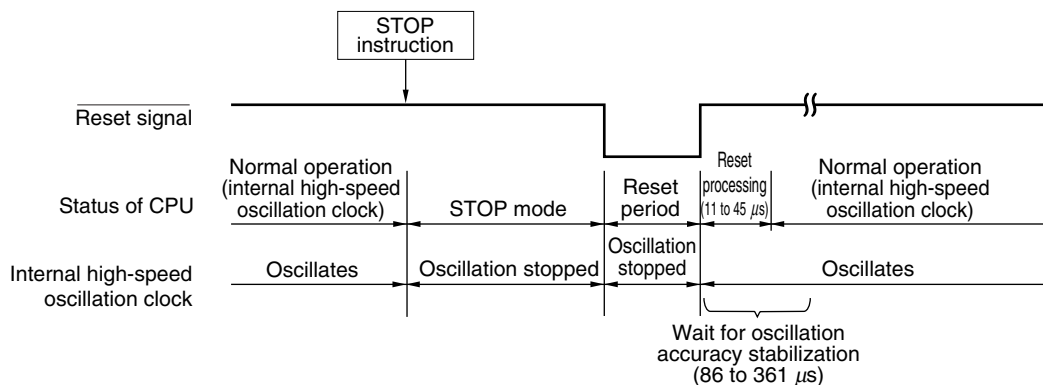 STOP
instruction
Reset signal
Normal operation
(internal high-speed
oscillation clock)
Reset
processing
(11 to 45 μs)
Normal operation
(internal high-speed
oscillation clock)
Reset
period
Status of CPU
STOP mode
Internal high-speed
oscillation clock
Oscillates
Oscillation stopped
Oscillation
stopped
Oscillates
Wait for oscillation
accuracy stabilization
(86 to 361 μs)